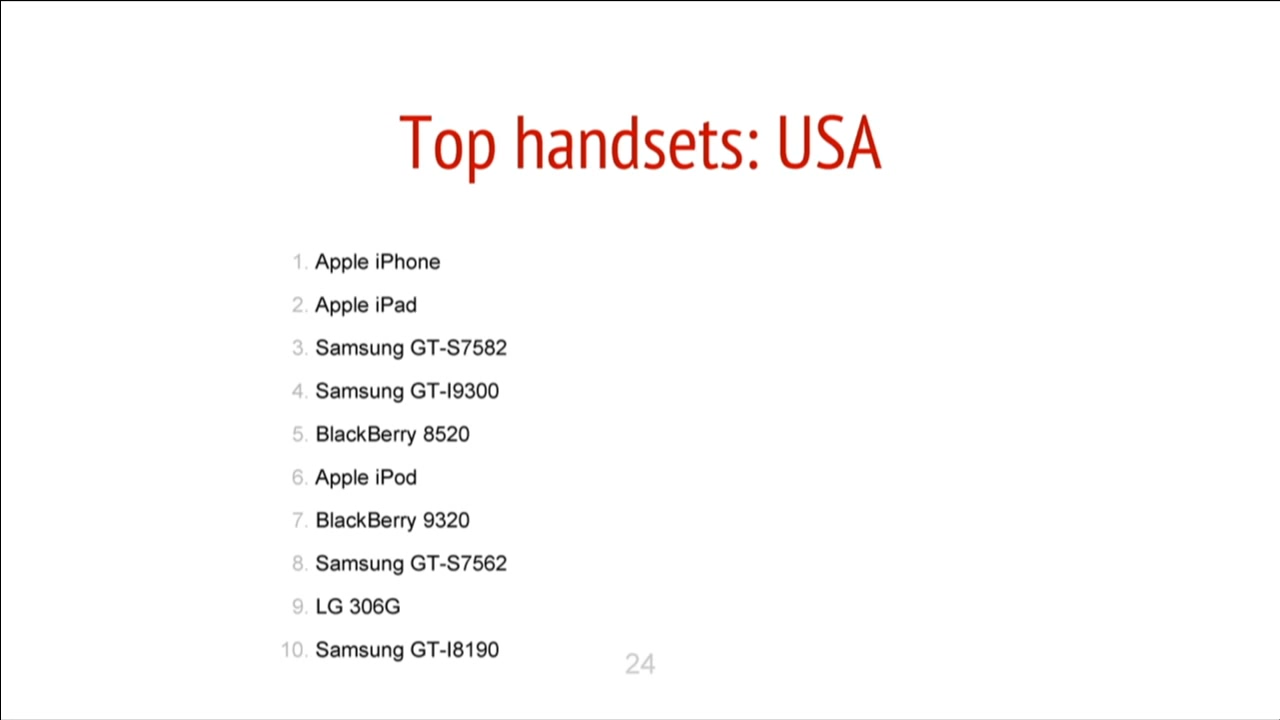 Top handsets: USA
1. Apple iPhone
2. Apple iPad
3. Samsung GT-S7582
4. Samsung GT-I9300
5. BlackBerry 8520
6. Apple iPod
7. BlackBerry 9320
8. Samsung GT-S7562
9. LG 306G
10. Samsung GT-I8190
24